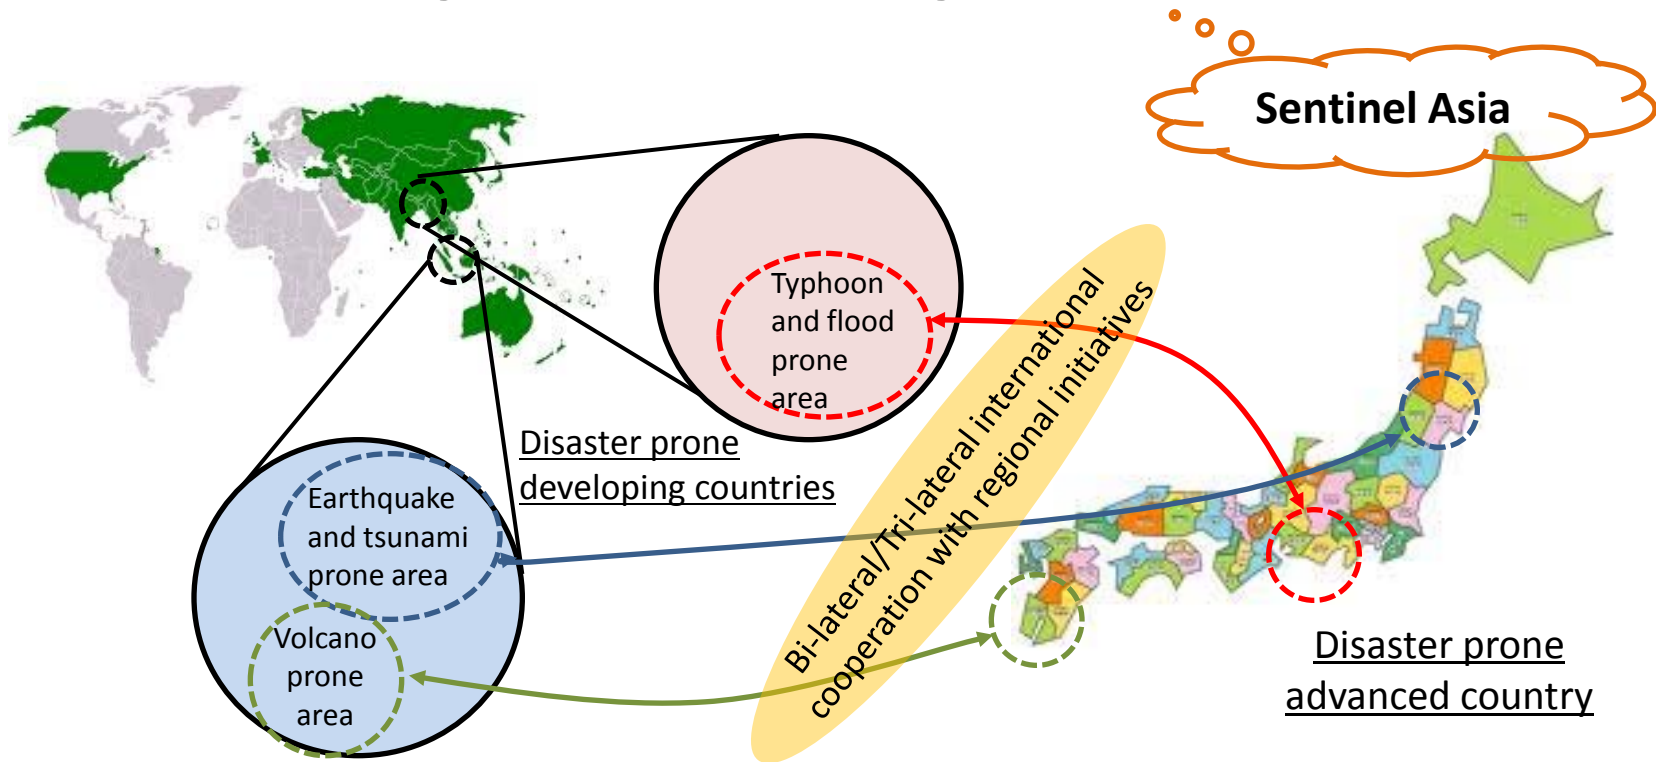 Sentinel Asia
Typhoon
and flood
prone
area
Disaster prone
developing countries
Earthquake
and tsunami
prone area
Volcano
prone
area
Bi-lateral/Tri-lateral international
cooperation with regional initiatives
Disaster prone
advanced country